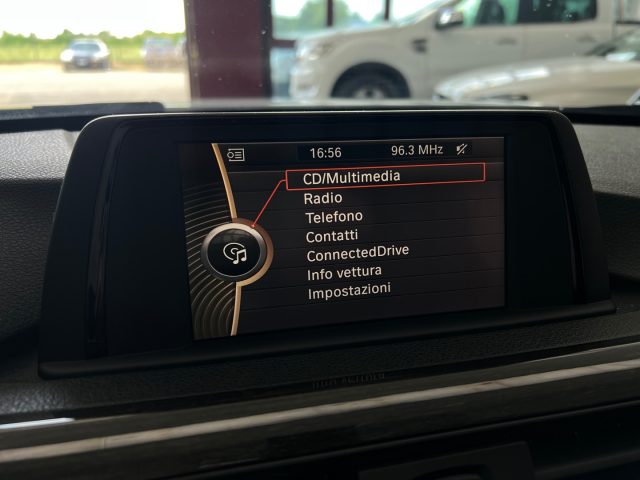 16:56 96.3 MHz
CD/Multimedia
Radio
Telefono
Contatti
ConnectedDrive
Info vettura
Impostazioni